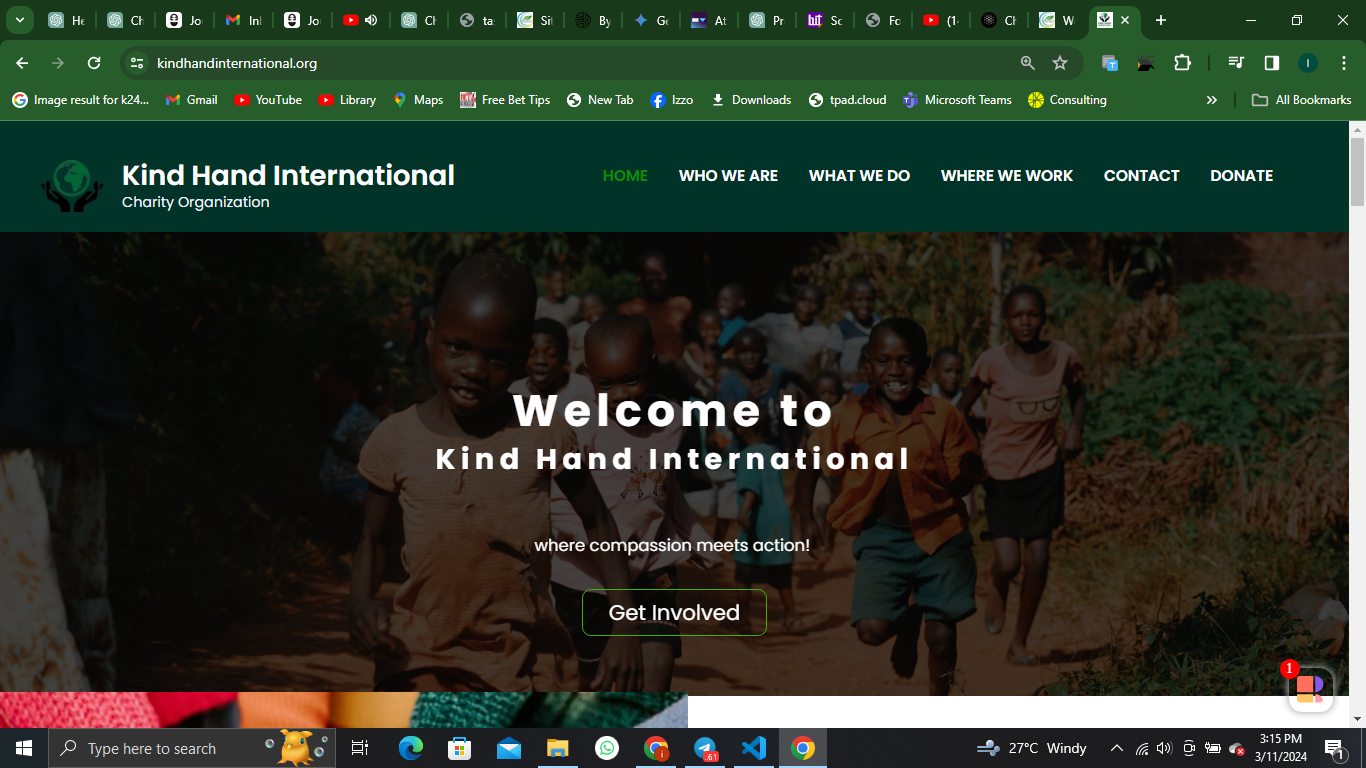 He
Ch
Jo
Inl
Jo
Ch
ta
Sit
By
Ge
At
Pr
Sc
Fo
(1
Ch
W
kindhandinternational.org
I
Image result for k24...
Gmail
YouTube
Library
Maps
Free Bet Tips
New Tab
Izzo
Downloads
tpad.cloud
Microsoft Teams
Consulting
All Bookmarks
Kind Hand International
Charity Organization
HOME WHO WE ARE WHAT WE DO WHERE WE WORK CONTACT DONATE
Welcome to
Kind Hand International
where compassion meets action!
Get Involved
1
Type here to search
.61
27°C Windy
3:15 PM
3/11/2024
1